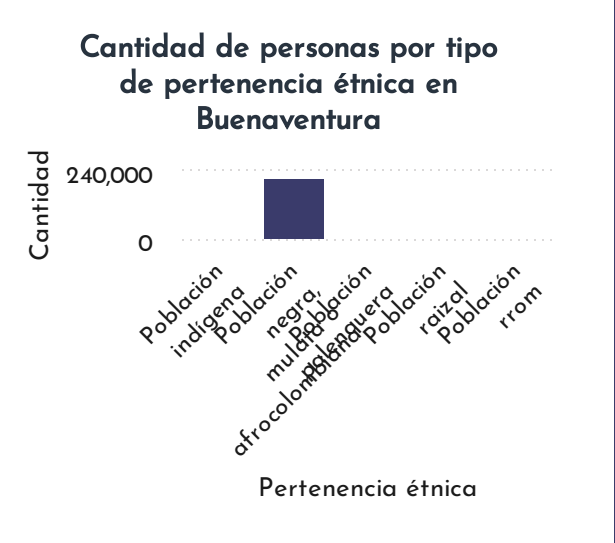 Cantidad de personas por tipo
de pertenencia étnica en
Buenaventura
Cantidad
240,000
0
Población
indígena
Población
negra,
mulata o
afrocolombiana
Población
palenquera
Población
raizal
Población
rrom
Pertenencia étnica